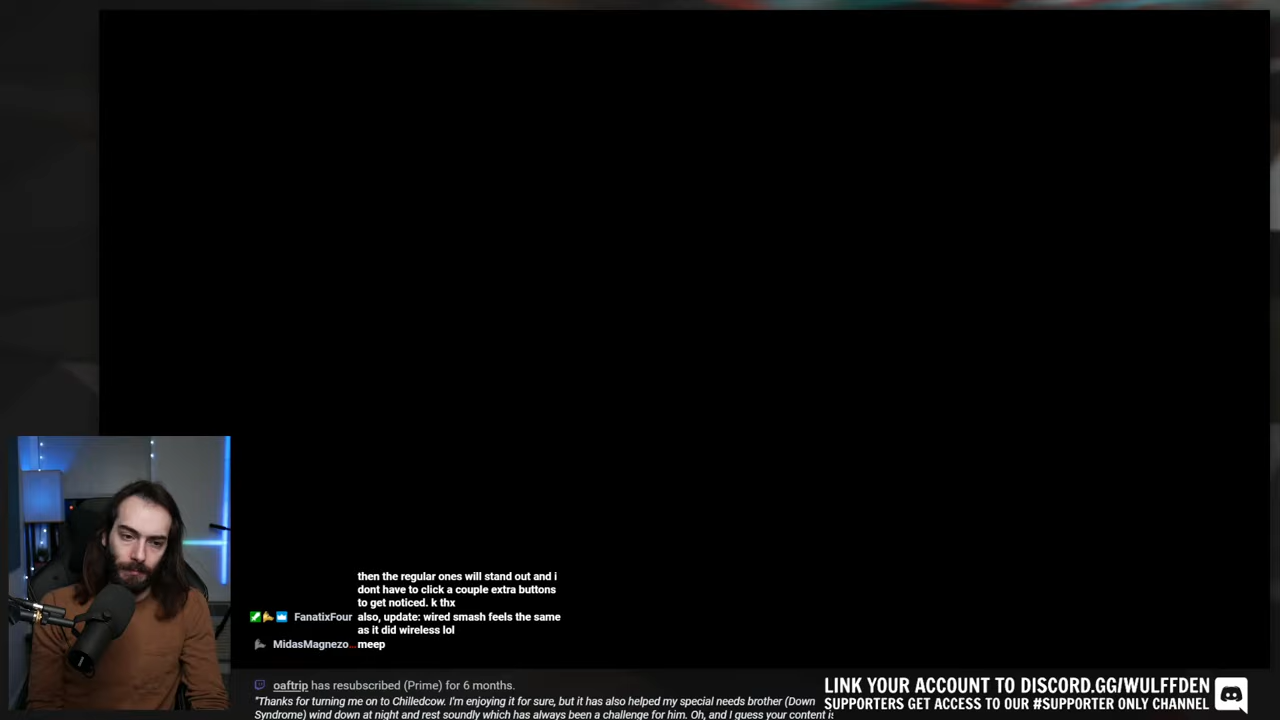 then the regular ones will stand out and i
dont have to click a couple extra buttons
to get noticed. k thx
FanatixFour also, update: wired smash feels the same
as it did wireless lol
MidasMagnezo... meep
oaftrip has resubscribed (Prime) for 6 months.
"Thanks for turning me on to Chilledcow. I'm enjoying it for sure, but it has also helped my special needs brother (Down
Syndrome) wind down at night and rest soundly which has always been a challenge for him. Oh, and I guess your content is
LINK YOUR ACCOUNT TO DISCORD.GG/WULFFDEN
SUPPORTERS GET ACCESS TO OUR #SUPPORTER ONLY CHANNEL